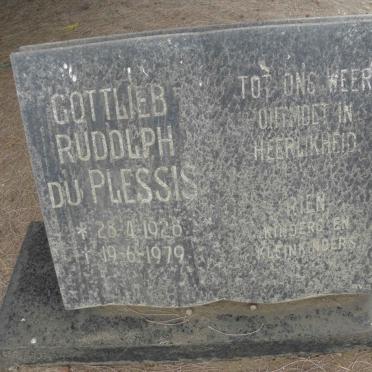 GOTTLIEB
RUDOLPH
DU PLESSIS
* 28-4-1926
† 19-6-1979
TOT ONS WEER
ONTMOET IN
HEERLIKHEID
RIEN
KINDERS EN
KLEINKINDERS